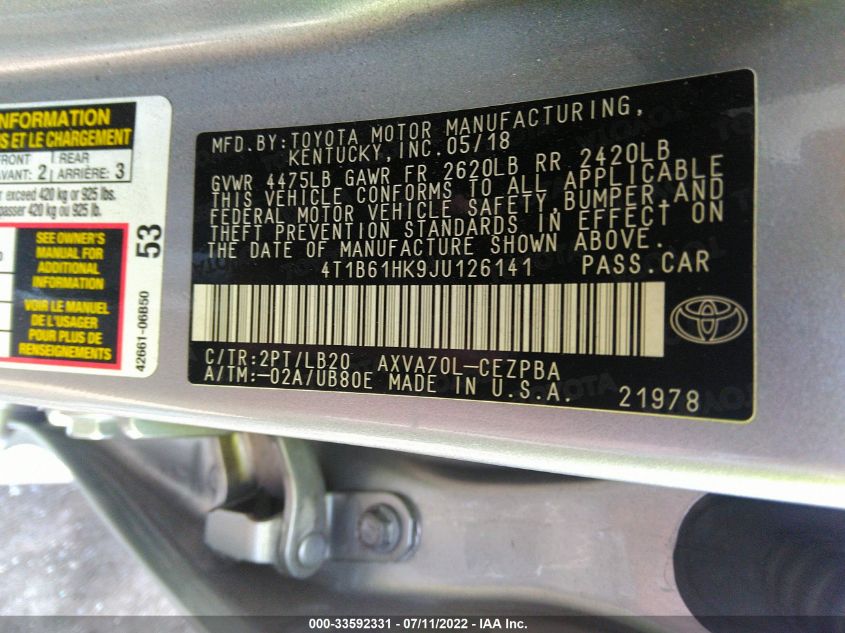 INFORMATION
S ET LE CHARGEMENT
FRONT
AVANT: 2
REAR
ARRIÈRE: 3
r exceed 420 kg or 925 lbs.
passer 420 kg ou 925 lb.
SEE OWNER'S
MANUAL FOR
ADDITIONAL
INFORMATION
VOIR LE MANUEL
DE L'USAGER
POUR PLUS DE
RENSEIGNEMENTS
53
42661-06B50
MFD.BY:TOYOTA MOTOR MANUFACTURING,
KENTUCKY,INC.05/18
GVWR 4475LB GAWR FR 2620LB RR 2420LB
THIS VEHICLE CONFORMS TO ALL APPLICABLE
FEDERAL MOTOR VEHICLE SAFETY,BUMPER,AND
THEFT PREVENTION STANDARDS IN EFFECT ON
THE DATE OF MANUFACTURE SHOWN ABOVE.
4T1B61HK9JU126141 PASS.CAR
C/TR:2PT/LB20 AXVA70L-CEZPBA
A/TM:-02A/UB80E MADE IN U.S.A. 21978
000-33592331 - 07/11/2022 - IAA Inc.